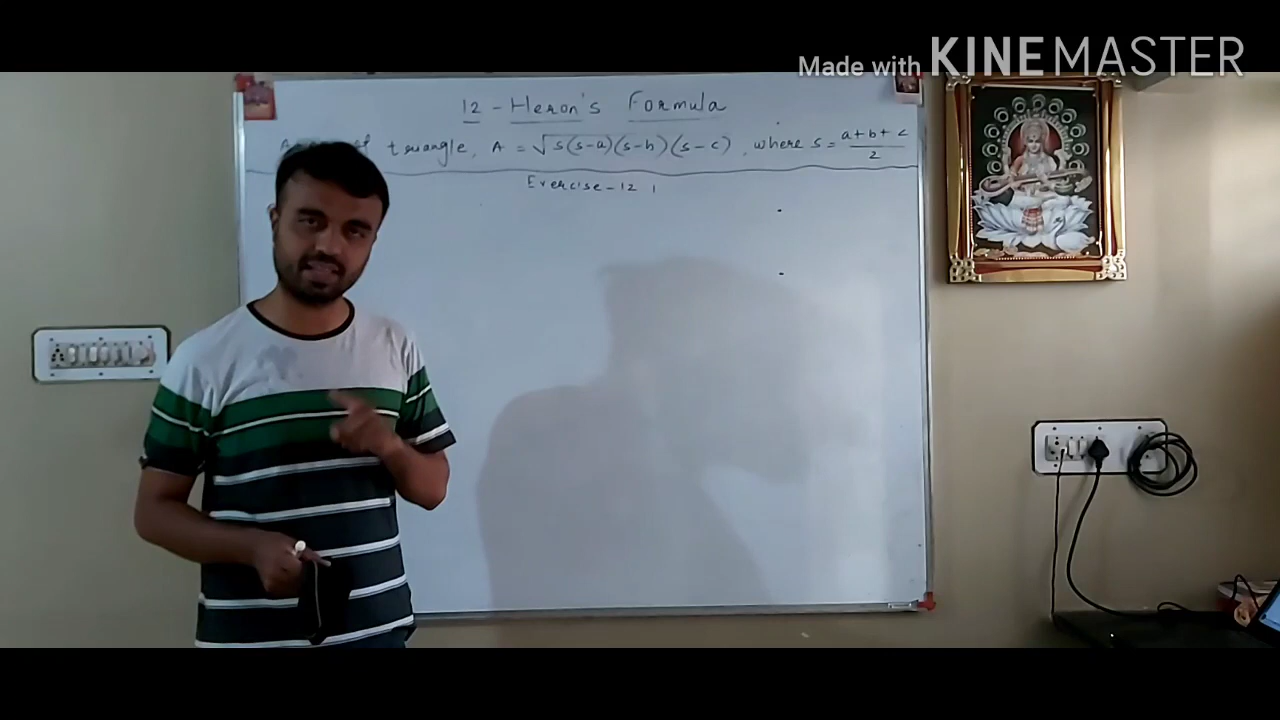 Made with KINEMASTER
12 - Heron's Formula
triangle, A = √s(s-a)(s-b)(s-c), where s = a+b+c/2
Exercise-12.1